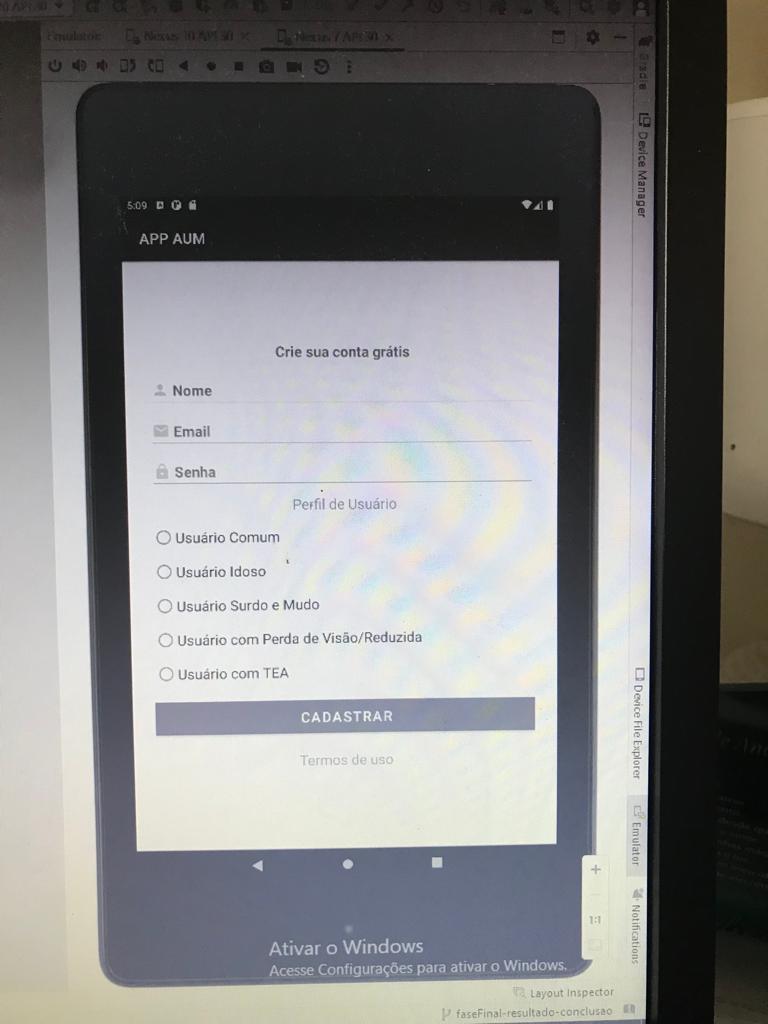 Emulator:
Nexus 10 API 30
Nexus 7 API 30
Gradle
Device Manager
5:09
APP AUM
Crie sua conta grátis
Nome
Email
Senha
Perfil de Usuário
Usuário Comum
Usuário Idoso
Usuário Surdo e Mudo
Usuário com Perda de Visão/Reduzida
Usuário com TEA
CADASTRAR
Termos de uso
Device File Explorer
Emulator
1:1
Notifications
Ativar o Windows
Acesse Configurações para ativar o Windows.
Layout Inspector
faseFinal-resultado-conclusao